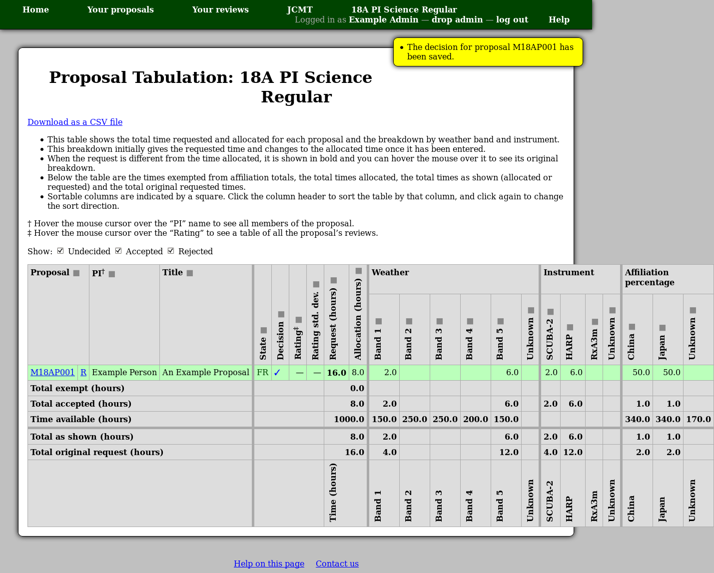 Home Your proposals Your reviews JCMT 18A PI Science Regular
Logged in as Example Admin — drop admin — log out Help
• The decision for proposal M18AP001 has
been saved.
Proposal Tabulation: 18A PI Science
Regular
Download as a CSV file
• This table shows the total time requested and allocated for each proposal and the breakdown by weather band and instrument.
• This breakdown initially gives the requested time and changes to the allocated time once it has been entered.
• When the request is different from the time allocated, it is shown in bold and you can hover the mouse over it to see its original
breakdown.
• Below the table are the times exempted from affiliation totals, the total times allocated, the total times as shown (allocated or
requested) and the total original requested times.
• Sortable columns are indicated by a square. Click the column header to sort the table by that column, and click again to change
the sort direction.
† Hover the mouse cursor over the “PI” name to see all members of the proposal.
‡ Hover the mouse cursor over the “Rating” to see a table of all the proposal’s reviews.
Show: Undecided Accepted Rejected
Proposal PI† Title State Decision Rating‡ Rating std. dev. Request (hours) Allocation (hours) Weather Instrument Affiliation
percentage
Band 1 Band 2 Band 3 Band 4 Band 5 Unknown SCUBA-2 HARP RxA3m Unknown China Japan Unknown
M18AP001 R Example Person An Example Proposal FR ✓ — — 16.0 8.0 2.0 6.0 2.0 6.0 50.0 50.0
Total exempt (hours) 0.0
Total accepted (hours) 8.0 2.0 6.0 2.0 6.0 1.0 1.0
Time available (hours) 1000.0 150.0 250.0 250.0 200.0 150.0 340.0 340.0 170.0
Total as shown (hours) 8.0 2.0 6.0 2.0 6.0 1.0 1.0
Total original request (hours) 16.0 4.0 12.0 4.0 12.0 2.0 2.0
Time (hours) Band 1 Band 2 Band 3 Band 4 Band 5 Unknown SCUBA-2 HARP RxA3m Unknown China Japan Unknown
Help on this page Contact us